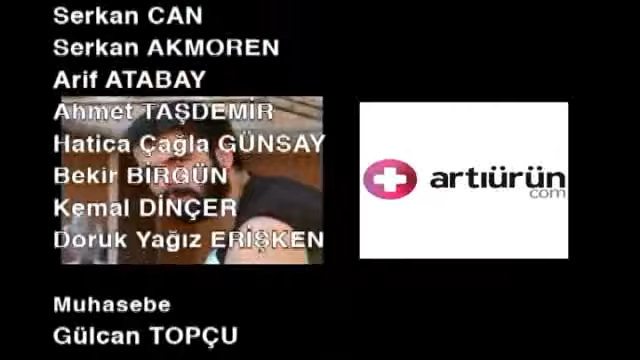 Serkan CAN
Serkan AKMOREN
Arif ATABAY
Ahmet TAŞDEMİR
Hatica Çağla GÜNSAY
Bekir BİRGÜN
Kemal DİNÇER
Doruk Yağız ERİŞKEN
Muhasebe
Gülcan TOPÇU
artıürün
com